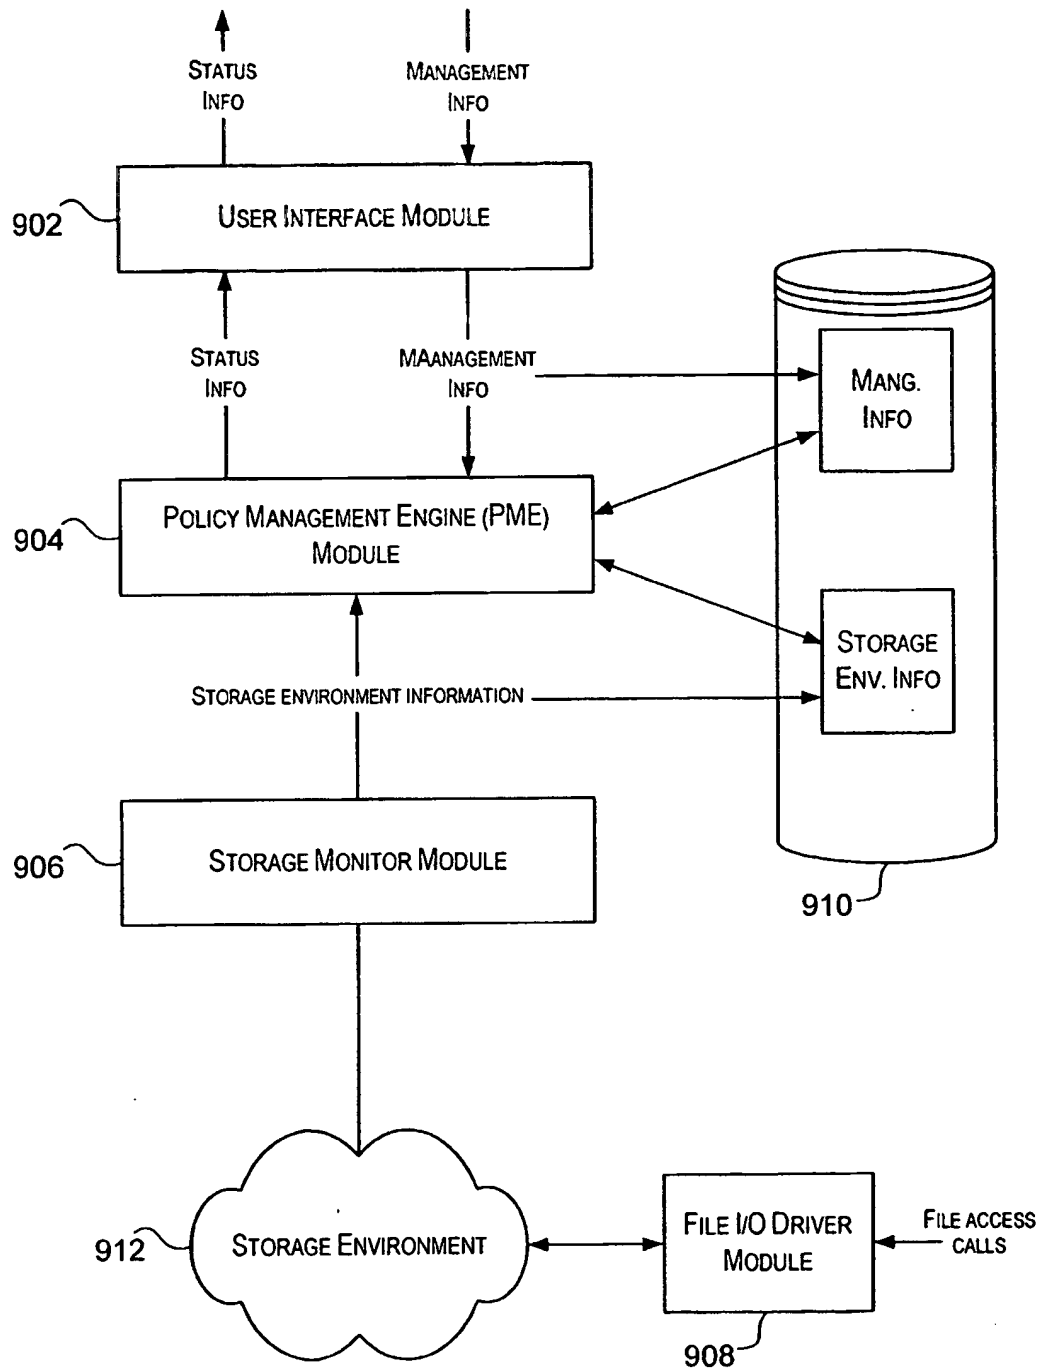 STATUS
INFO
MANAGEMENT
INFO
902
USER INTERFACE MODULE
STATUS
INFO
MAANAGEMENT
INFO
MANG.
INFO
904
POLICY MANAGEMENT ENGINE (PME)
MODULE
STORAGE
ENV. INFO
STORAGE ENVIRONMENT INFORMATION
906
STORAGE MONITOR MODULE
910
912
STORAGE ENVIRONMENT
FILE I/O DRIVER
MODULE
FILE ACCESS
CALLS
908